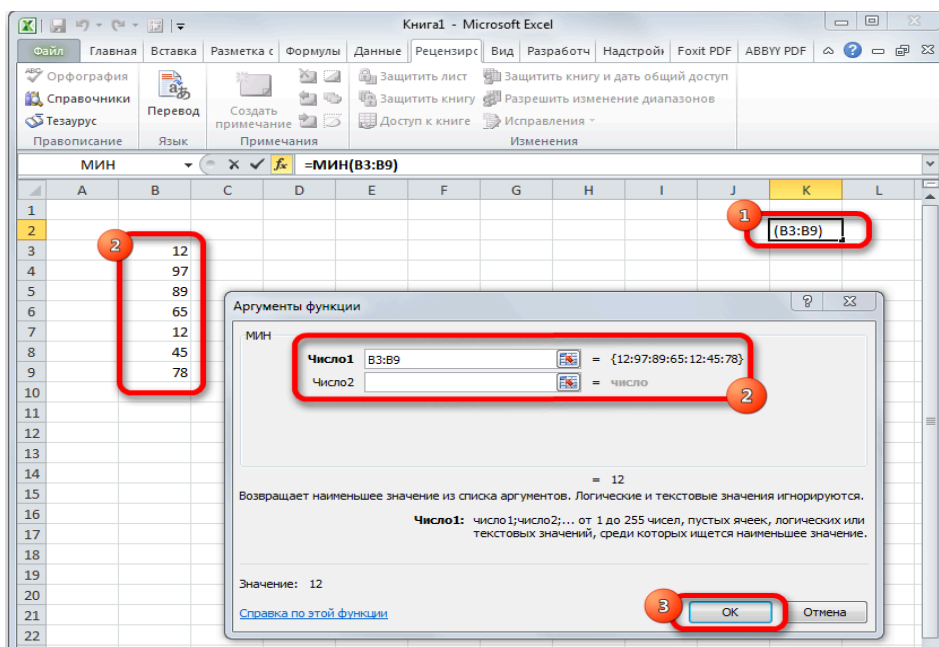 Книга1 - Microsoft Excel
Файл Главная Вставка Разметка с Формулы Данные Рецензирс Вид Разработч Надстройн Foxit PDF ABBYY PDF
Орфография
Справочники
Тезаурус
Правописание
Перевод
Язык
Создать
примечание
Примечания
Защитить лист
Защитить книгу и дать общий доступ
Защитить книгу
Разрешить изменение диапазонов
Доступ к книге
Исправления
Изменения
МИН =МИН(B3:B9)
A B C D E F G H I J K L
1
2 (B3:B9) 1
3 12 2
4 97
5 89
6 65
7 12
8 45
9 78
10
11
12
13
14
15
16
17
18
19
20
21
22
Аргументы функции
МИН
Число1 B3:B9 = {12:97:89:65:12:45:78}
Число2 = число
2
= 12
Возвращает наименьшее значение из списка аргументов. Логические и текстовые значения игнорируются.
Число1: число1;число2;... от 1 до 255 чисел, пустых ячеек, логических или
текстовых значений, среди которых ищется наименьшее значение.
Значение: 12
Справка по этой функции
3
ОК Отмена